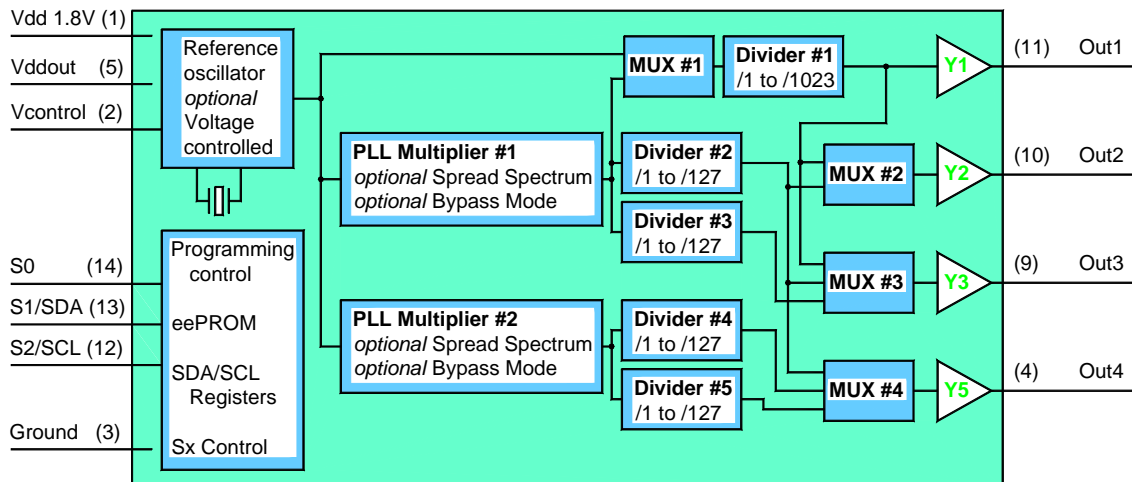 Vdd 1.8V (1)
Vddout (5)
Vcontrol (2)
S0 (14)
S1/SDA (13)
S2/SCL (12)
Ground (3)
Reference
oscillator
optional
Voltage
controlled
Programming
control
eePROM
SDA/SCL
Registers
Sx Control
PLL Multiplier #1
optional Spread Spectrum
optional Bypass Mode
PLL Multiplier #2
optional Spread Spectrum
optional Bypass Mode
MUX #1
Divider #1
/1 to /1023
Divider #2
/1 to /127
Divider #3
/1 to /127
Divider #4
/1 to /127
Divider #5
/1 to /127
MUX #2
MUX #3
MUX #4
Y1
Y2
Y3
Y5
(11) Out1
(10) Out2
(9) Out3
(4) Out4